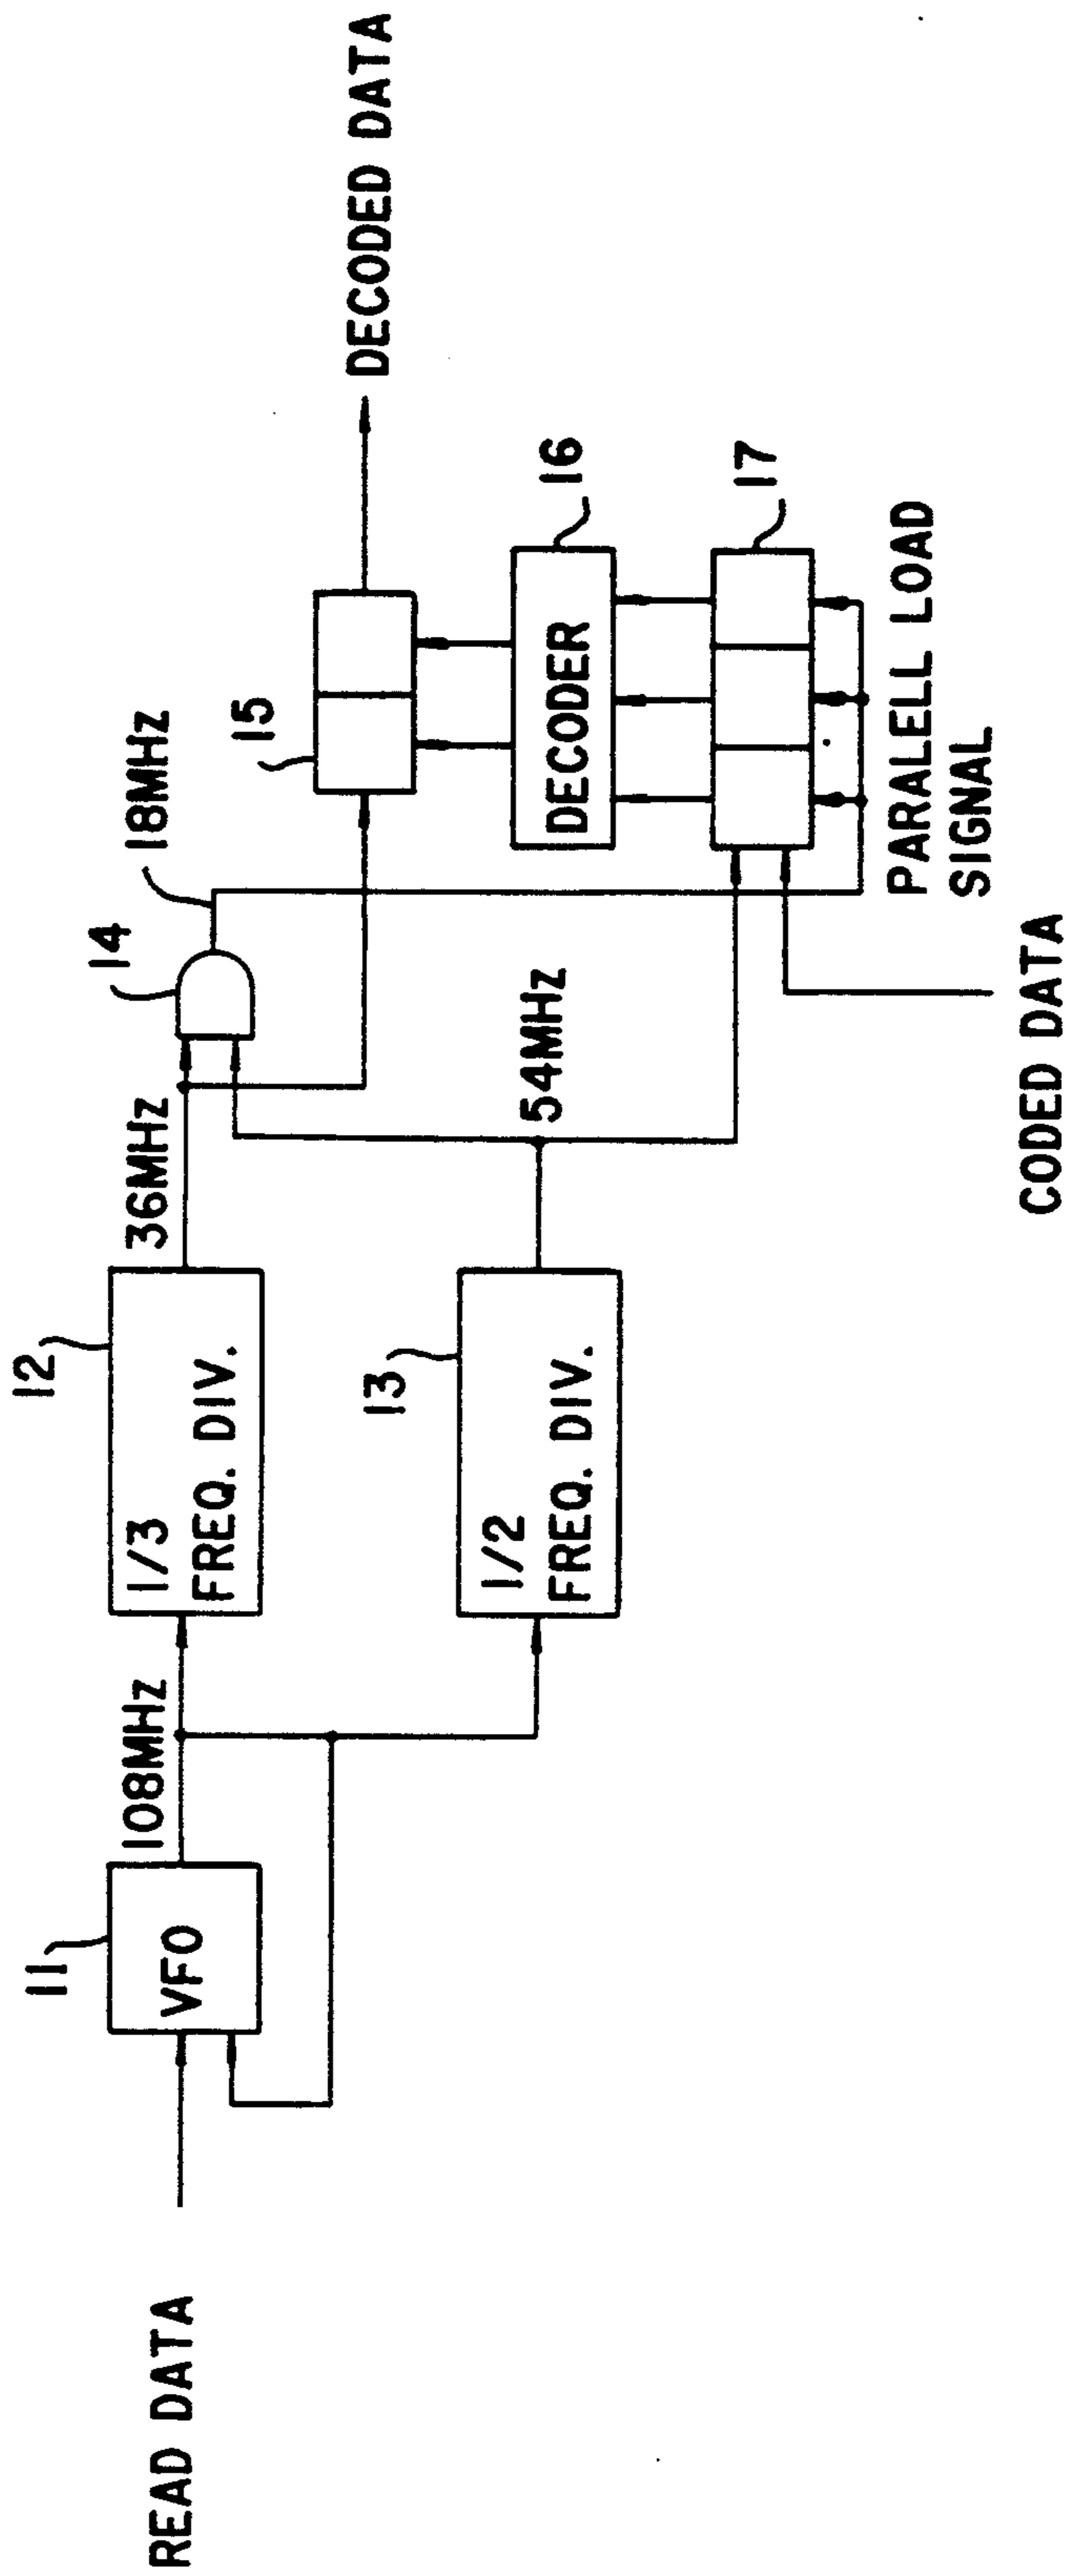 READ DATA
11
VFO
108MHz
12
1/3
FREQ. DIV.
13
1/2
FREQ. DIV.
36MHz
54MHz
14
18MHz
15
DECODED DATA
DECODER
16
17
PARALELL LOAD
SIGNAL
CODED DATA